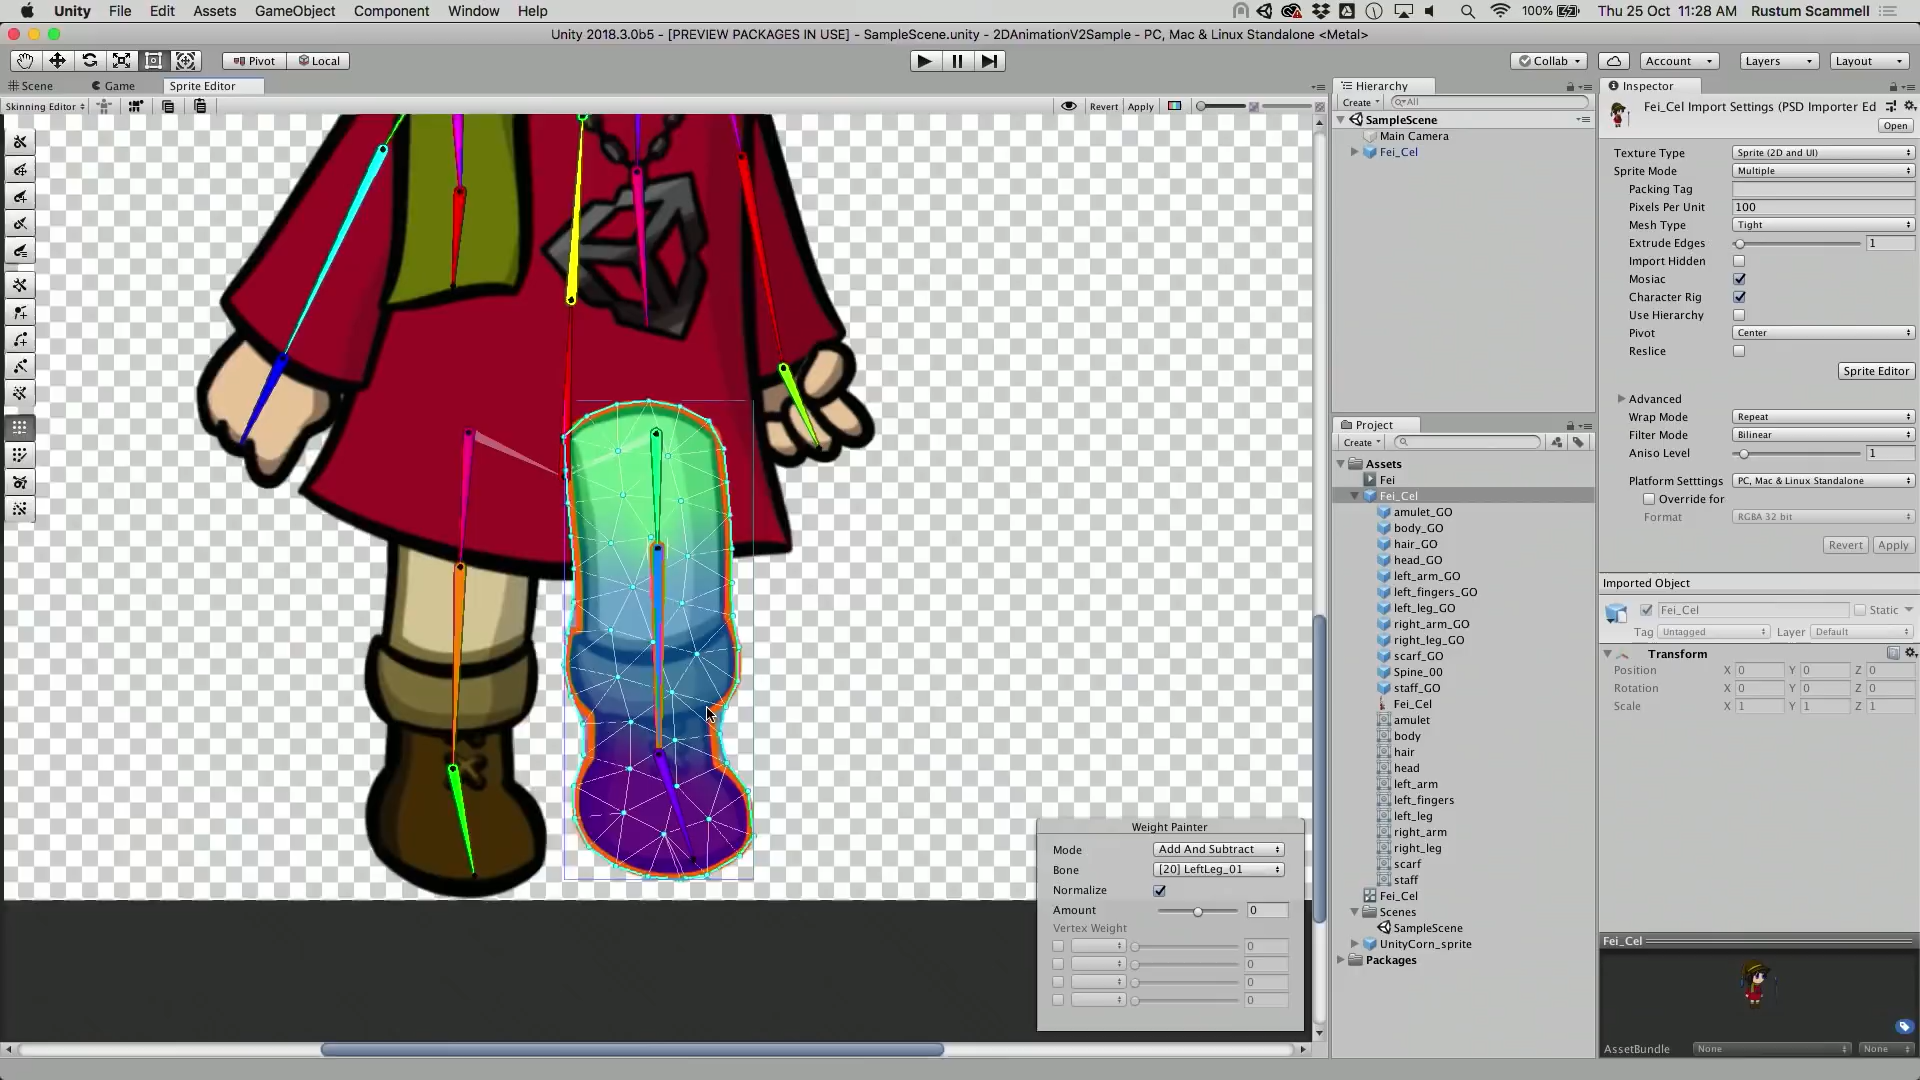 Unity File Edit Assets GameObject Component Window Help 100% Thu 25 Oct 11:28 AM Rustum Scammell
Unity 2018.3.0b5 - [PREVIEW PACKAGES IN USE] - SampleScene.unity - 2DAnimationV2Sample - PC, Mac & Linux Standalone <Metal>
Pivot Local Collab Account Layers Layout
Scene Game Sprite Editor
Skinning Editor Revert Apply
Hierarchy
Create All
SampleScene
Main Camera
Fei_Cel
Project
Create
Assets
Fei
Fei_Cel
amulet_GO
body_GO
hair_GO
head_GO
left_arm_GO
left_fingers_GO
left_leg_GO
right_arm_GO
right_leg_GO
scarf_GO
Spine_00
staff_GO
Fei_Cel
amulet
body
hair
head
left_arm
left_fingers
left_leg
right_arm
right_leg
scarf
staff
Fei_Cel
Scenes
SampleScene
UnityCorn_sprite
Packages
Inspector
Fei_Cel Import Settings (PSD Importer Ed
Open
Texture Type Sprite (2D and UI)
Sprite Mode Multiple
Packing Tag
Pixels Per Unit 100
Mesh Type Tight
Extrude Edges 1
Import Hidden
Mosiac
Character Rig
Use Hierarchy
Pivot Center
Reslice
Sprite Editor
Advanced
Wrap Mode Repeat
Filter Mode Bilinear
Aniso Level 1
Platform Setttings PC, Mac & Linux Standalone
Override for
Format RGBA 32 bit
Revert Apply
Imported Object
Fei_Cel Static
Tag Untagged Layer Default
Transform
Position X 0 Y 0 Z 0
Rotation X 0 Y 0 Z 0
Scale X 1 Y 1 Z 1
Fei_Cel
AssetBundle None None
Weight Painter
Mode Add And Subtract
Bone [20] LeftLeg_01
Normalize
Amount 0
Vertex Weight
0
0
0
0